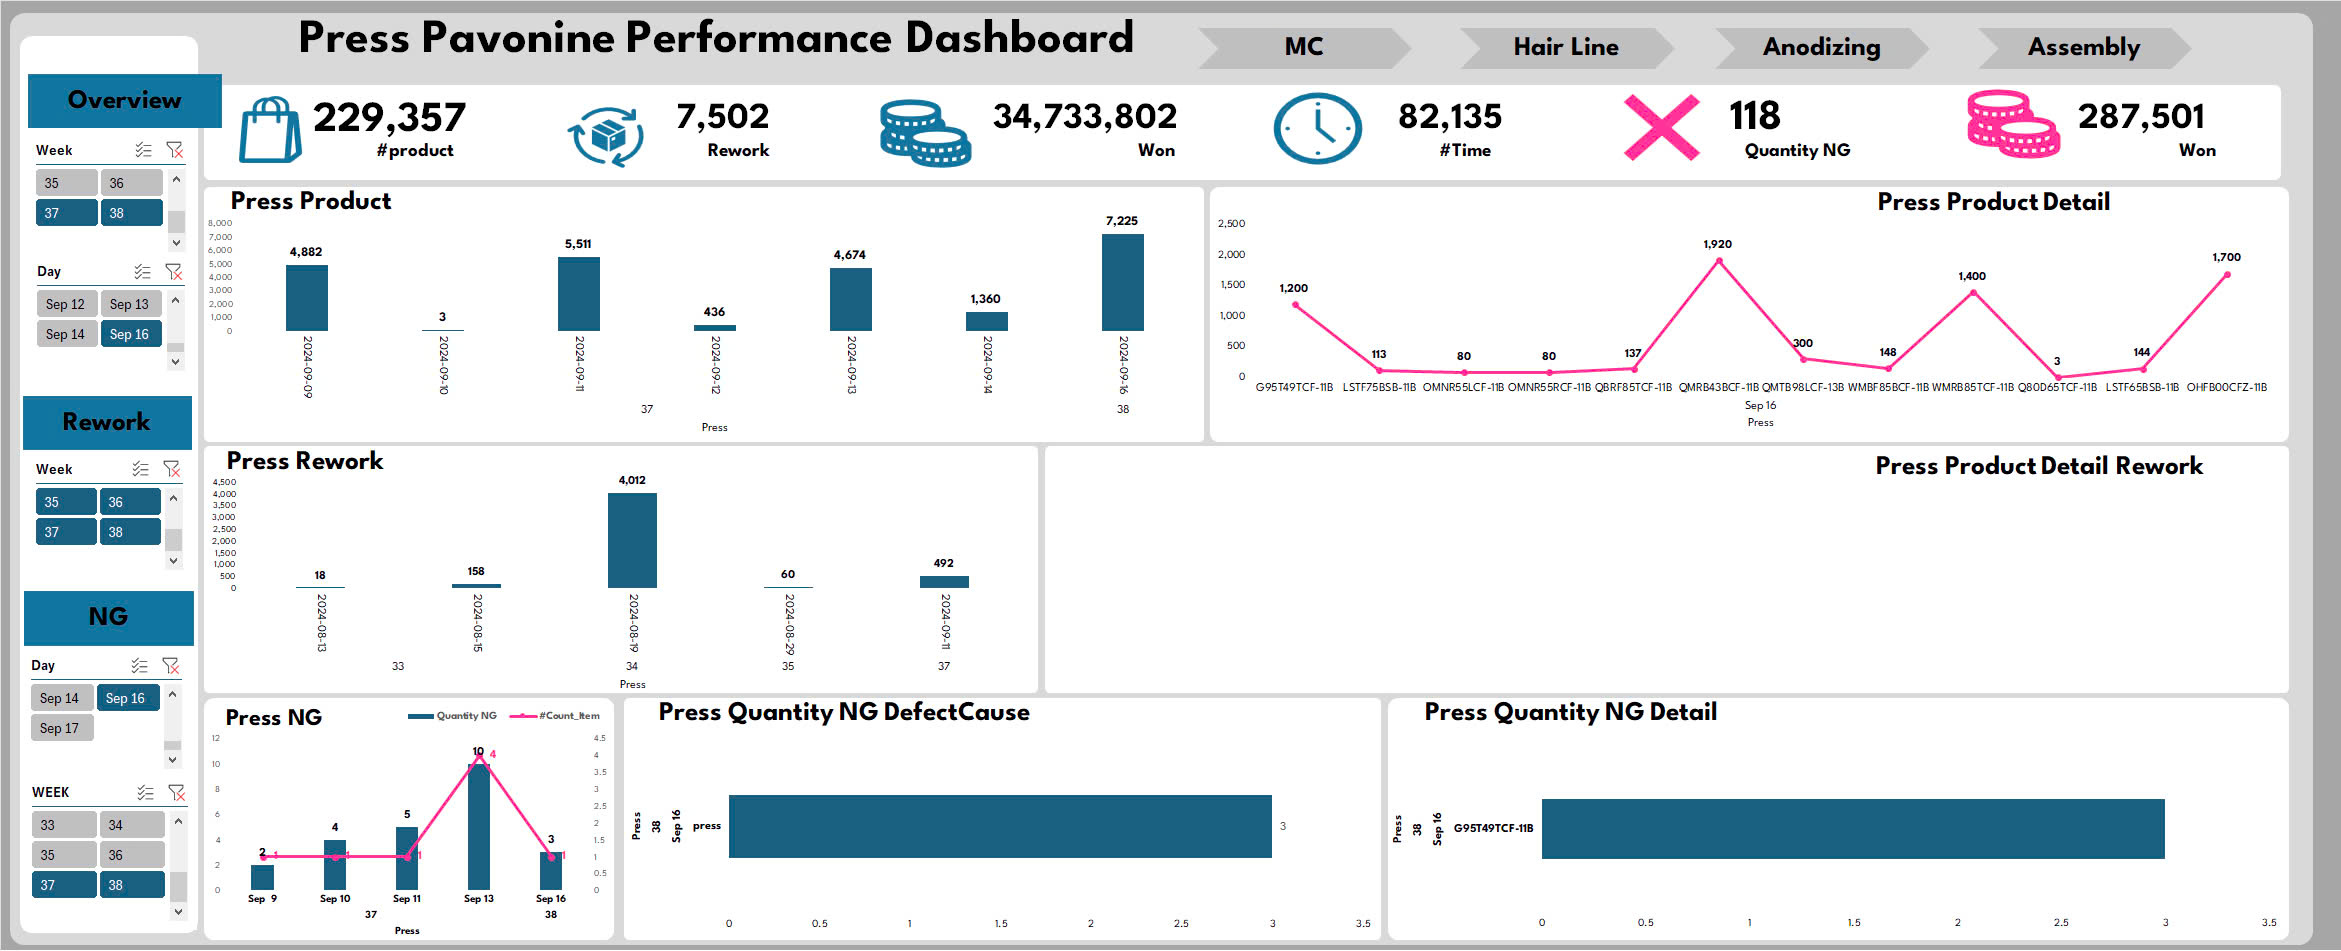 Press Pavonine Performance Dashboard
MC
Hair Line
Anodizing
Assembly
Overview
229,357
#product
7,502
Rework
34,733,802
Won
82,135
#Time
118
Quantity NG
287,501
Won
Week
35 36
37 38
Day
Sep 12 Sep 13
Sep 14 Sep 16
Rework
Week
35 36
37 38
NG
Day
Sep 14 Sep 16
Sep 17
WEEK
33 34
35 36
37 38
Press Product
8,000
7,000
6,000
5,000
4,000
3,000
2,000
1,000
0
4,882
3
5,511
436
4,674
1,360
7,225
2024-09-09
2024-09-10
2024-09-11
2024-09-12
2024-09-13
2024-09-14
2024-09-16
37 38
Press
Press Product Detail
2,500
2,000
1,500
1,000
500
0
1,200
113
80
80
137
1,920
300
148
1,400
3
144
1,700
G95T49TCF-11B LSTF75BSB-11B OMNR55LCF-11B OMNR55RCF-11B QBRF85TCF-11B QMRB43BCF-11B QMTB98LCF-13B WMBF85BCF-11B WMRB85TCF-11B Q80D65TCF-11B LSTF65BSB-11B OHFB00CFZ-11B
Sep 16
Press
Press Rework
4,500
4,000
3,500
3,000
2,500
2,000
1,500
1,000
500
0
18
158
4,012
60
492
2024-08-13
2024-08-15
2024-08-19
2024-08-29
2024-09-11
33 34 35 37
Press
Press Product Detail Rework
Press NG
Quantity NG #Count_Item
12
10
8
6
4
2
0
2
4
5
10
3
1
1
1
4
1
4.5
4
3.5
3
2.5
2
1.5
1
0.5
0
Sep 9 Sep 10 Sep 11 Sep 13 Sep 16
37 38
Press
Press Quantity NG DefectCause
Press
38
Sep 16
press
3
0 0.5 1 1.5 2 2.5 3 3.5
Press Quantity NG Detail
Press
38
Sep 16
G95T49TCF-11B
0 0.5 1 1.5 2 2.5 3 3.5